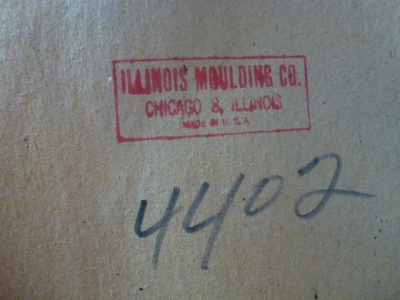 ILLINOIS MOULDING CO.
CHICAGO 8, ILLINOIS
MADE IN U.S.A
4402